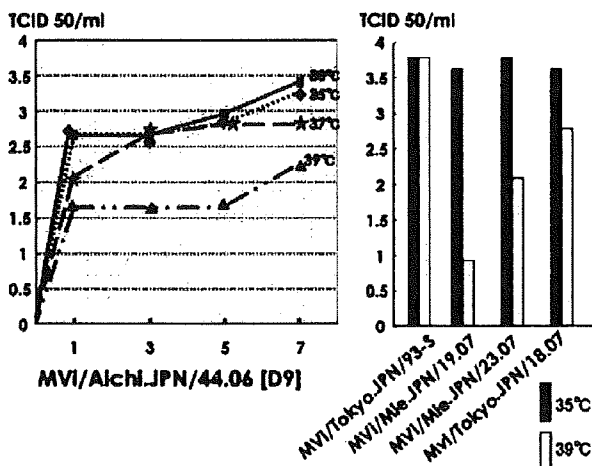 TCID 50/ml
4
3.5
3
2.5
2
1.5
1
0.5
0
35°C
37°C
39°C
1 3 5 7
MVi/Aichi.JPN/44.06 [D9]
TCID 50/ml
4
3.5
3
2.5
2
1.5
1
0.5
0
MVi/Tokyo.JPN/93-S
MVi/Mie.JPN/19.07
MVi/Mie.JPN/23.07
MVi/Tokyo.JPN/18.07
35°C
39°C